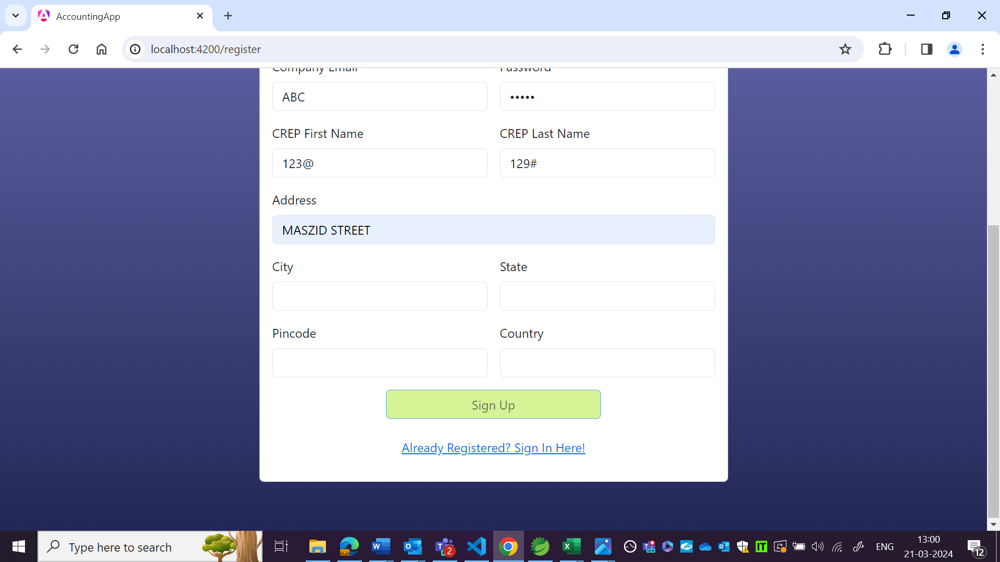 AccountingApp
localhost:4200/register
Company Email Password
ABC •••••
CREP First Name CREP Last Name
123@ 129#
Address
MASZID STREET
City State
Pincode Country
Sign Up
Already Registered? Sign In Here!
Type here to search
2
NEW
IT
ENG
13:00
21-03-2024
12